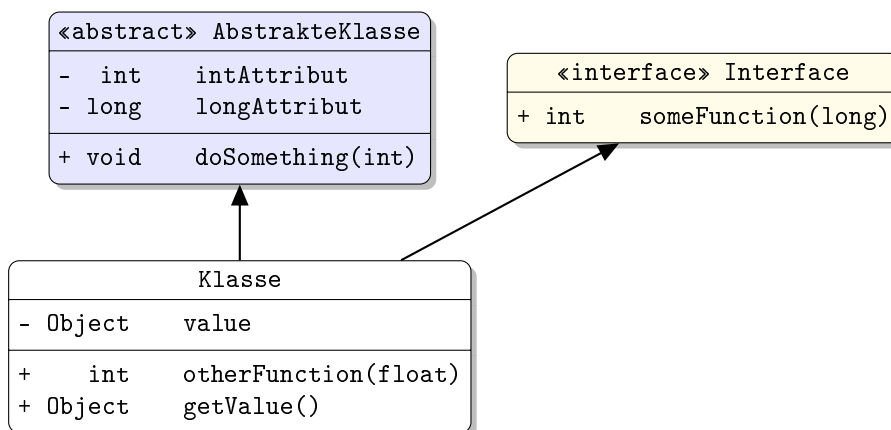 «abstract» AbstrakteKlasse
- int intAttribut
- long longAttribut
+ void doSomething(int)
«interface» Interface
+ int someFunction(long)
Klasse
- Object value
+ int otherFunction(float)
+ Object getValue()